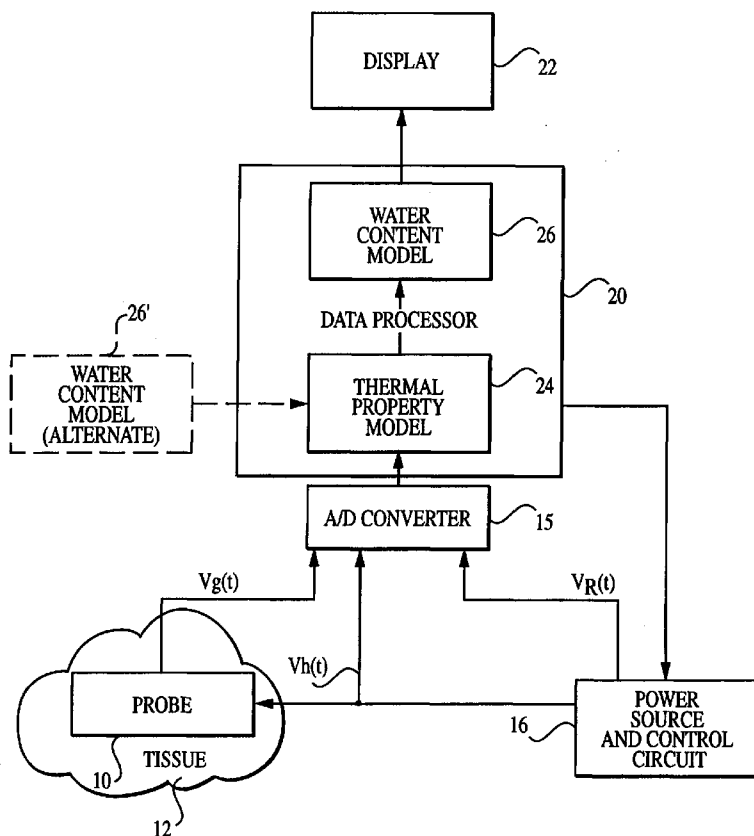 DISPLAY
22
WATER
CONTENT
MODEL
26
20
DATA PROCESSOR
26'
WATER
CONTENT
MODEL
(ALTERNATE)
THERMAL
PROPERTY
MODEL
24
A/D CONVERTER
15
Vg(t)
VR(t)
Vh(t)
PROBE
10
TISSUE
12
POWER
SOURCE
AND CONTROL
CIRCUIT
16